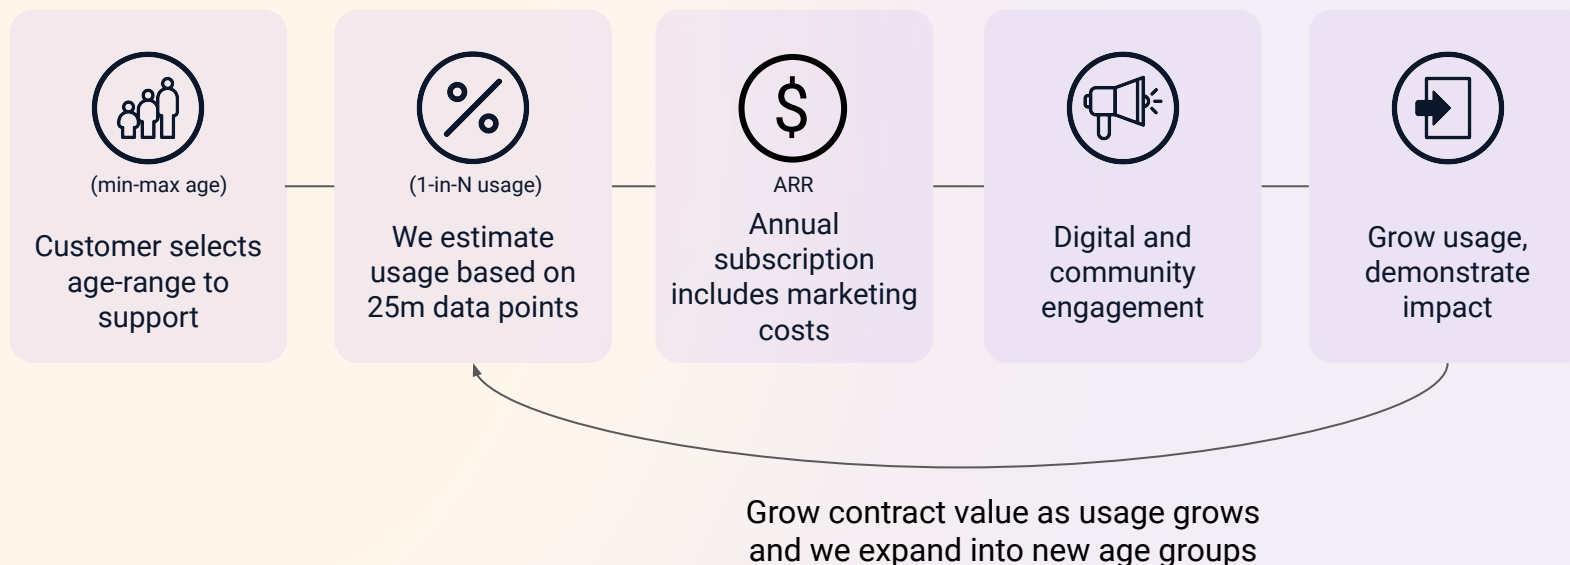 (min-max age)
Customer selects
age-range to
support
(1-in-N usage)
We estimate
usage based on
25m data points
$
ARR
Annual
subscription
includes marketing
costs
Digital and
community
engagement
Grow usage,
demonstrate
impact
Grow contract value as usage grows
and we expand into new age groups